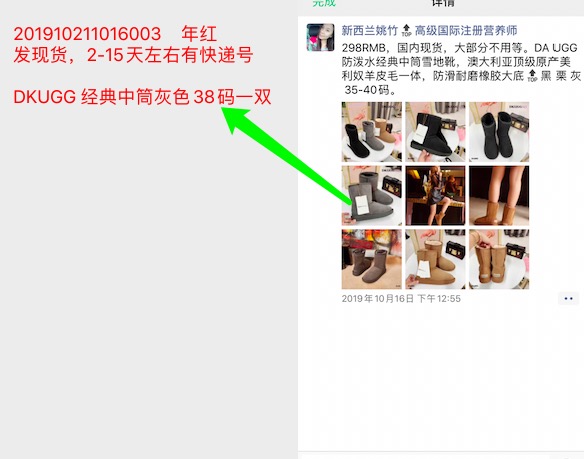 201910211016003 年红
发现货，2-15天左右有快递号
DKUGG 经典中筒灰色38码一双
完成
详情
新西兰姚竹 🔝 高级国际注册营养师
298RMB，国内现货，大部分不用等。DA UGG
防泼水经典中筒雪地靴，澳大利亚顶级原产美
利奴羊皮毛一体，防滑耐磨橡胶大底 🔝 黑 栗 灰
35-40码。
2019年10月16日 下午12:55